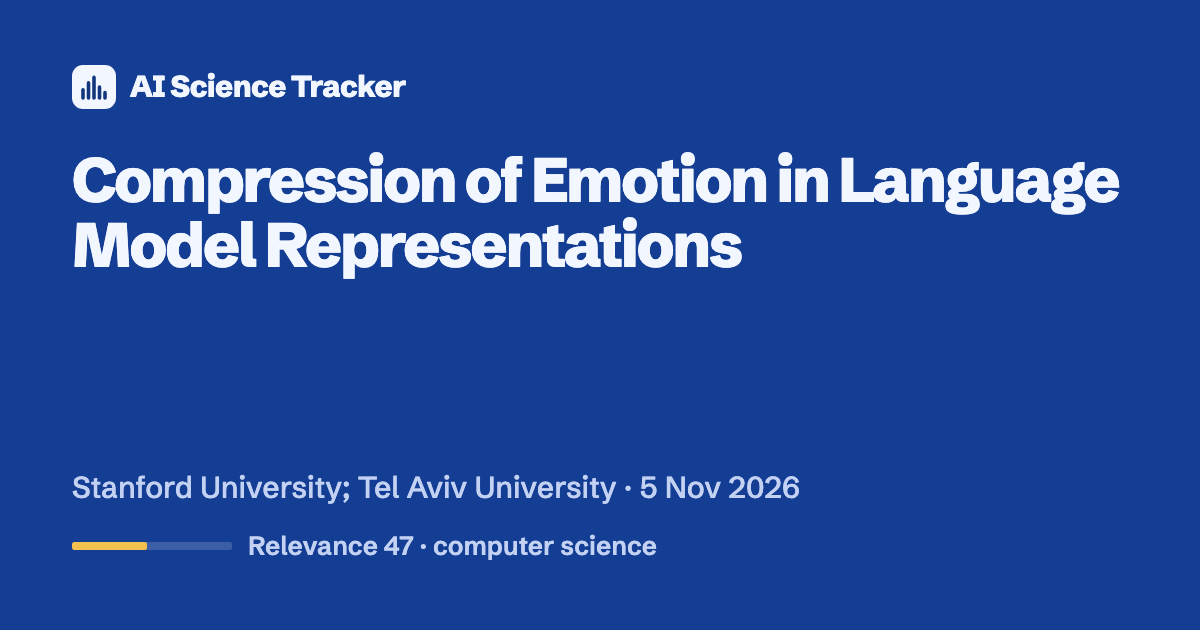 AI Science Tracker
Compression of Emotion in Language
Model Representations
Stanford University; Tel Aviv University · 5 Nov 2026
Relevance 47 · computer science